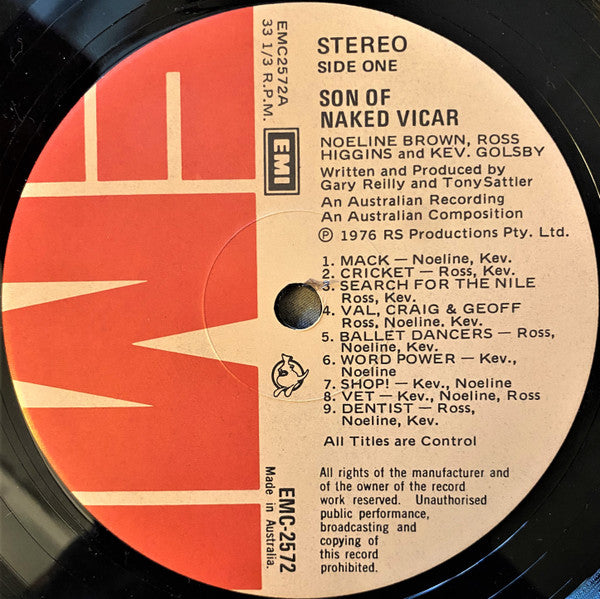 STEREO
SIDE ONE
SON OF
NAKED VICAR
NOELINE BROWN, ROSS
HIGGINS and KEV. GOLSBY
Written and Produced by
Gary Reilly and Tony Sattler
An Australian Recording
An Australian Composition
Ⓟ 1976 RS Productions Pty. Ltd.
1. MACK — Noeline, Kev.
2. CRICKET — Ross, Kev.
3. SEARCH FOR THE NILE
Ross, Kev.
4. VAL, CRAIG & GEOFF
Ross, Noeline, Kev.
5. BALLET DANCERS — Ross,
Noeline, Kev.
6. WORD POWER — Kev.,
Noeline
7. SHOP! — Kev., Noeline
8. VET — Kev., Noeline, Ross
9. DENTIST — Ross,
Noeline, Kev.
All Titles are Control
All rights of the manufacturer and
of the owner of the record
work reserved. Unauthorised
public performance,
broadcasting and
copying of
this record
prohibited.
EMC2572A
33 1/3 R.P.M.
EMI
EMC-2572
Made in Australia.
EMI